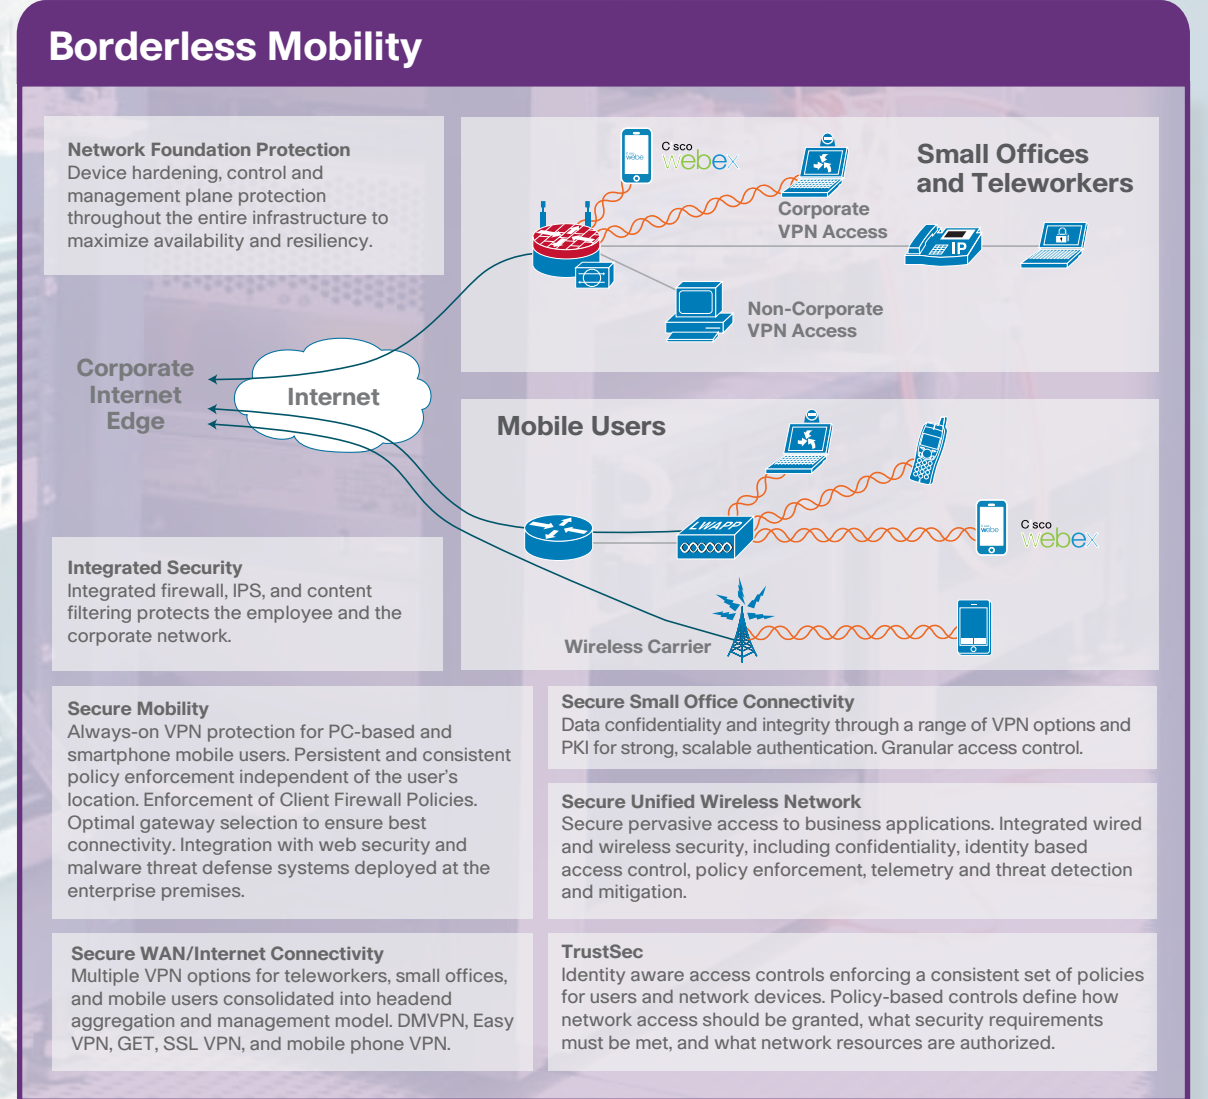 Borderless Mobility
Network Foundation Protection
Device hardening, control and
management plane protection
throughout the entire infrastructure to
maximize availability and resiliency.
Small Offices
and Teleworkers
webe
C sco
webex
Corporate
VPN Access
IP
Non-Corporate
VPN Access
Corporate
Internet
Edge
Internet
Mobile Users
LWAPP
webe
C sco
webex
Wireless Carrier
Integrated Security
Integrated firewall, IPS, and content
filtering protects the employee and the
corporate network.
Secure Mobility
Always-on VPN protection for PC-based and
smartphone mobile users. Persistent and consistent
policy enforcement independent of the user's
location. Enforcement of Client Firewall Policies.
Optimal gateway selection to ensure best
connectivity. Integration with web security and
malware threat defense systems deployed at the
enterprise premises.
Secure WAN/Internet Connectivity
Multiple VPN options for teleworkers, small offices,
and mobile users consolidated into headend
aggregation and management model. DMVPN, Easy
VPN, GET, SSL VPN, and mobile phone VPN.
Secure Small Office Connectivity
Data confidentiality and integrity through a range of VPN options and
PKI for strong, scalable authentication. Granular access control.
Secure Unified Wireless Network
Secure pervasive access to business applications. Integrated wired
and wireless security, including confidentiality, identity based
access control, policy enforcement, telemetry and threat detection
and mitigation.
TrustSec
Identity aware access controls enforcing a consistent set of policies
for users and network devices. Policy-based controls define how
network access should be granted, what security requirements
must be met, and what network resources are authorized.